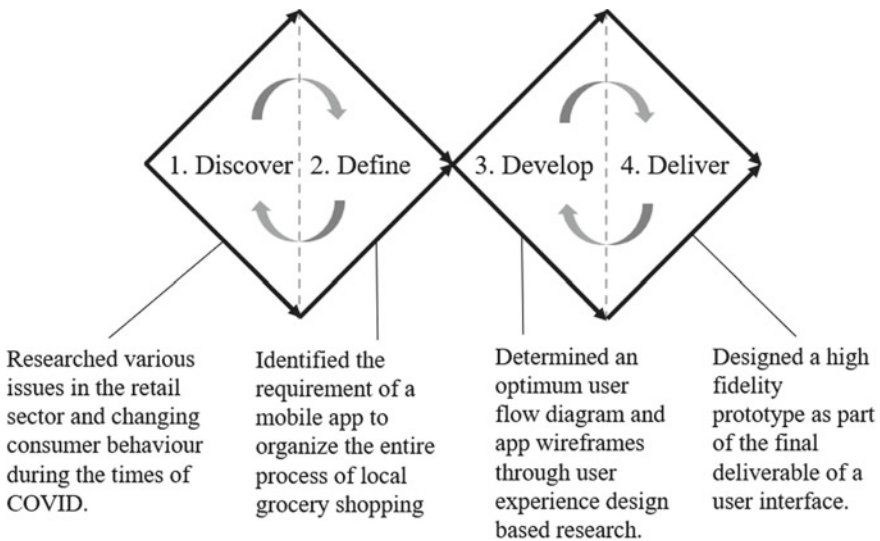 1. Discover
2. Define
3. Develop
4. Deliver
Researched various
issues in the retail
sector and changing
consumer behaviour
during the times of
COVID.
Identified the
requirement of a
mobile app to
organize the entire
process of local
grocery shopping
Determined an
optimum user
flow diagram and
app wireframes
through user
experience design
based research.
Designed a high
fidelity
prototype as part
of the final
deliverable of a
user interface.